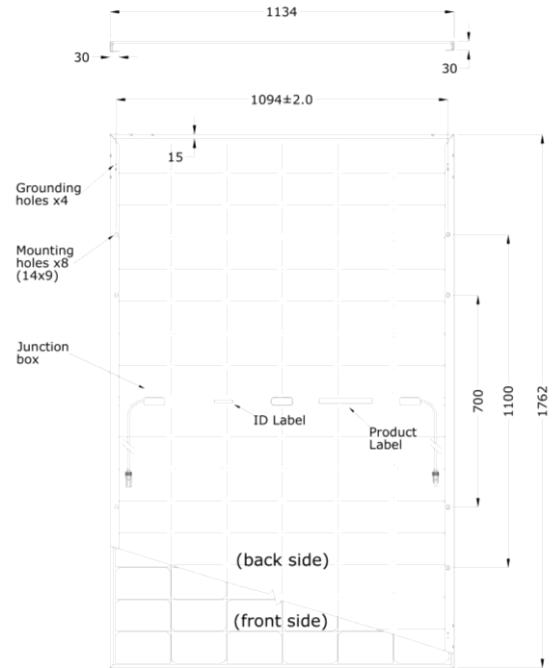 1134
30
30
1094±2.0
15
Grounding
holes x4
Mounting
holes x8
(14x9)
Junction
box
ID Label
Product
Label
700
1100
1762
(back side)
(front side)